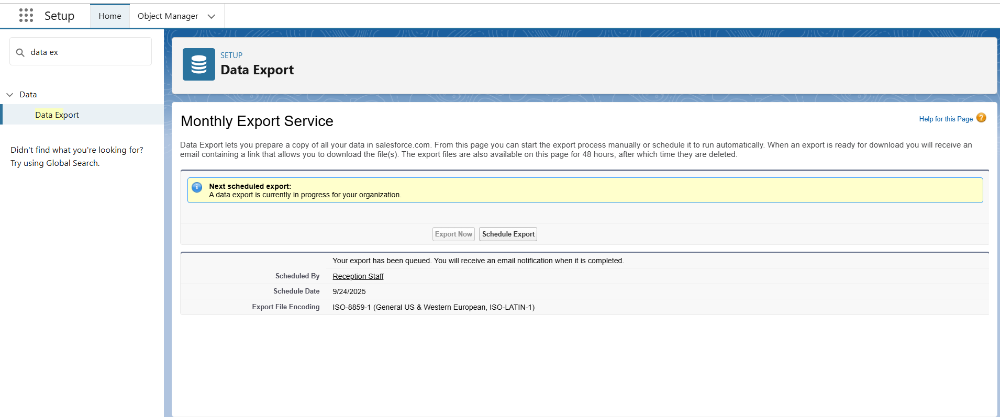 Setup
Home
Object Manager
data ex
Data
Data Export
Didn't find what you're looking for?
Try using Global Search.
SETUP
Data Export
Monthly Export Service
Help for this Page
?
Data Export lets you prepare a copy of all your data in salesforce.com. From this page you can start the export process manually or schedule it to run automatically. When an export is ready for download you will receive an
email containing a link that allows you to download the file(s). The export files are also available on this page for 48 hours, after which time they are deleted.
i
Next scheduled export:
A data export is currently in progress for your organization.
Export Now Schedule Export
Your export has been queued. You will receive an email notification when it is completed.
Scheduled By Reception Staff
Schedule Date 9/24/2025
Export File Encoding ISO-8859-1 (General US & Western European, ISO-LATIN-1)